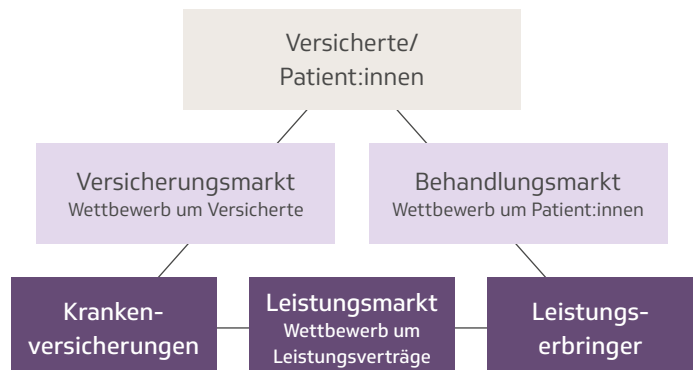 Versicherte/
Patient:innen
Versicherungsmarkt
Wettbewerb um Versicherte
Behandlungsmarkt
Wettbewerb um Patient:innen
Kranken-
versicherungen
Leistungsmarkt
Wettbewerb um
Leistungsverträge
Leistungs-
erbringer